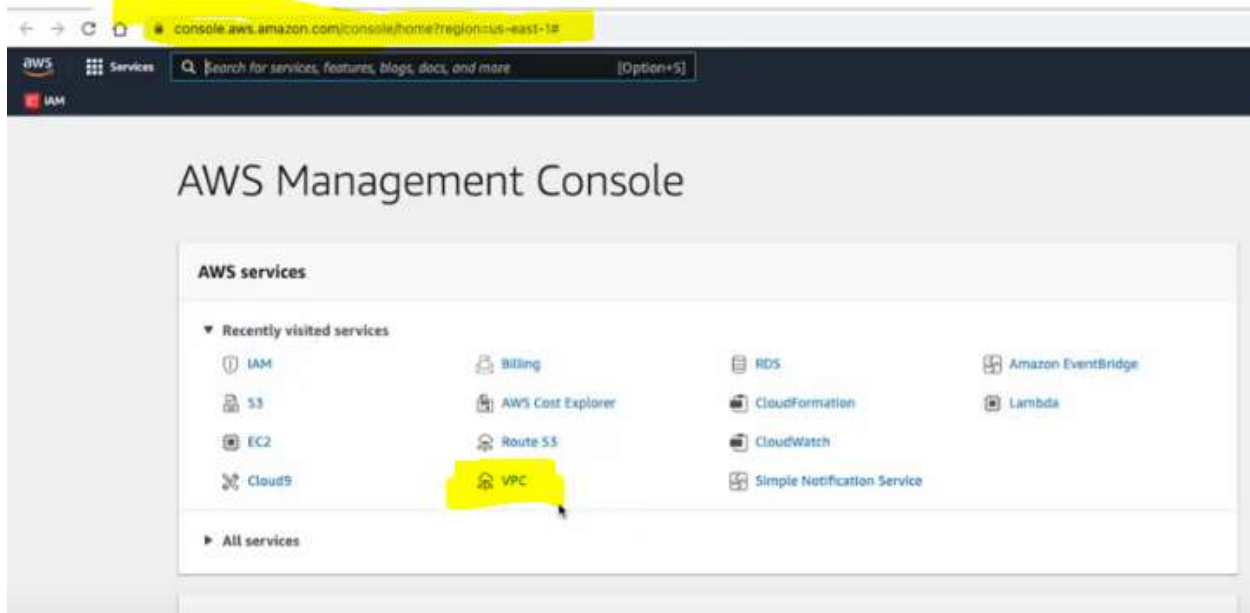 console.aws.amazon.com/console/home?region=us-east-1#
aws Services Search for services, features, blogs, docs, and more [Option+S]
IAM
AWS Management Console
AWS services
Recently visited services
IAM Billing RDS Amazon EventBridge
S3 AWS Cost Explorer CloudFormation Lambda
EC2 Route 53 CloudWatch
Cloud9 VPC Simple Notification Service
All services